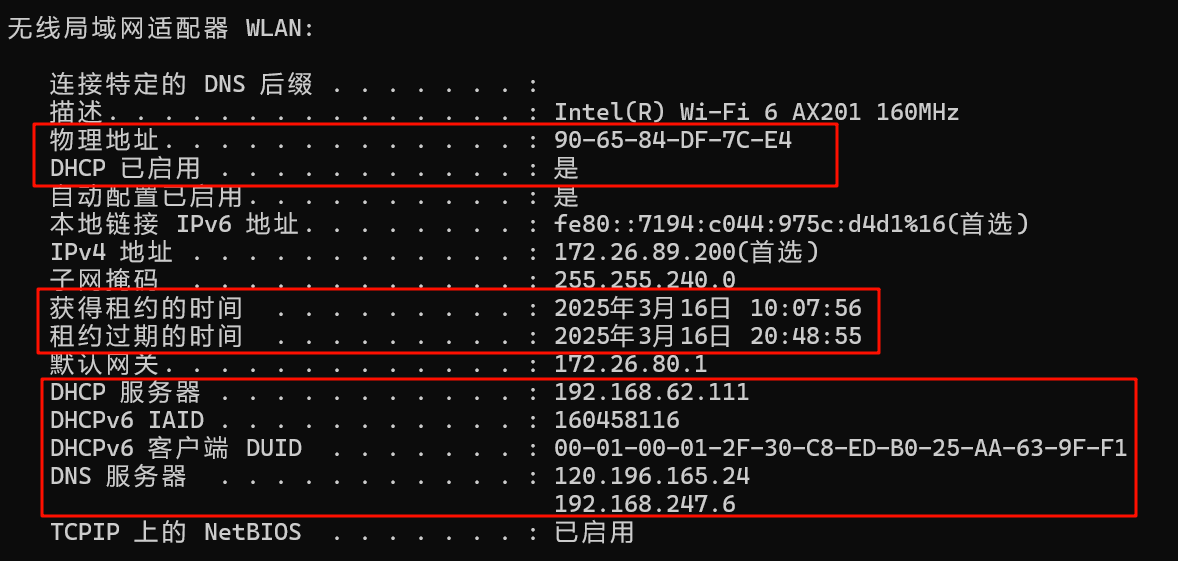 无线局域网适配器 WLAN:
连接特定的 DNS 后缀 . . . . . . . :
描述. . . . . . . . . . . . . . . : Intel(R) Wi-Fi 6 AX201 160MHz
物理地址. . . . . . . . . . . . . : 90-65-84-DF-7C-E4
DHCP 已启用 . . . . . . . . . . . : 是
自动配置已启用. . . . . . . . . . : 是
本地链接 IPv6 地址. . . . . . . . : fe80::7194:c044:975c:d4d1%16(首选)
IPv4 地址 . . . . . . . . . . . . : 172.26.89.200(首选)
子网掩码  . . . . . . . . . . . . : 255.255.240.0
获得租约的时间  . . . . . . . . . : 2025年3月16日 10:07:56
租约过期的时间  . . . . . . . . . : 2025年3月16日 20:48:55
默认网关. . . . . . . . . . . . . : 172.26.80.1
DHCP 服务器 . . . . . . . . . . . : 192.168.62.111
DHCPv6 IAID . . . . . . . . . . . : 160458116
DHCPv6 客户端 DUID  . . . . . . . : 00-01-00-01-2F-30-C8-ED-B0-25-AA-63-9F-F1
DNS 服务器  . . . . . . . . . . . : 120.196.165.24
192.168.247.6
TCPIP 上的 NetBIOS  . . . . . . . : 已启用